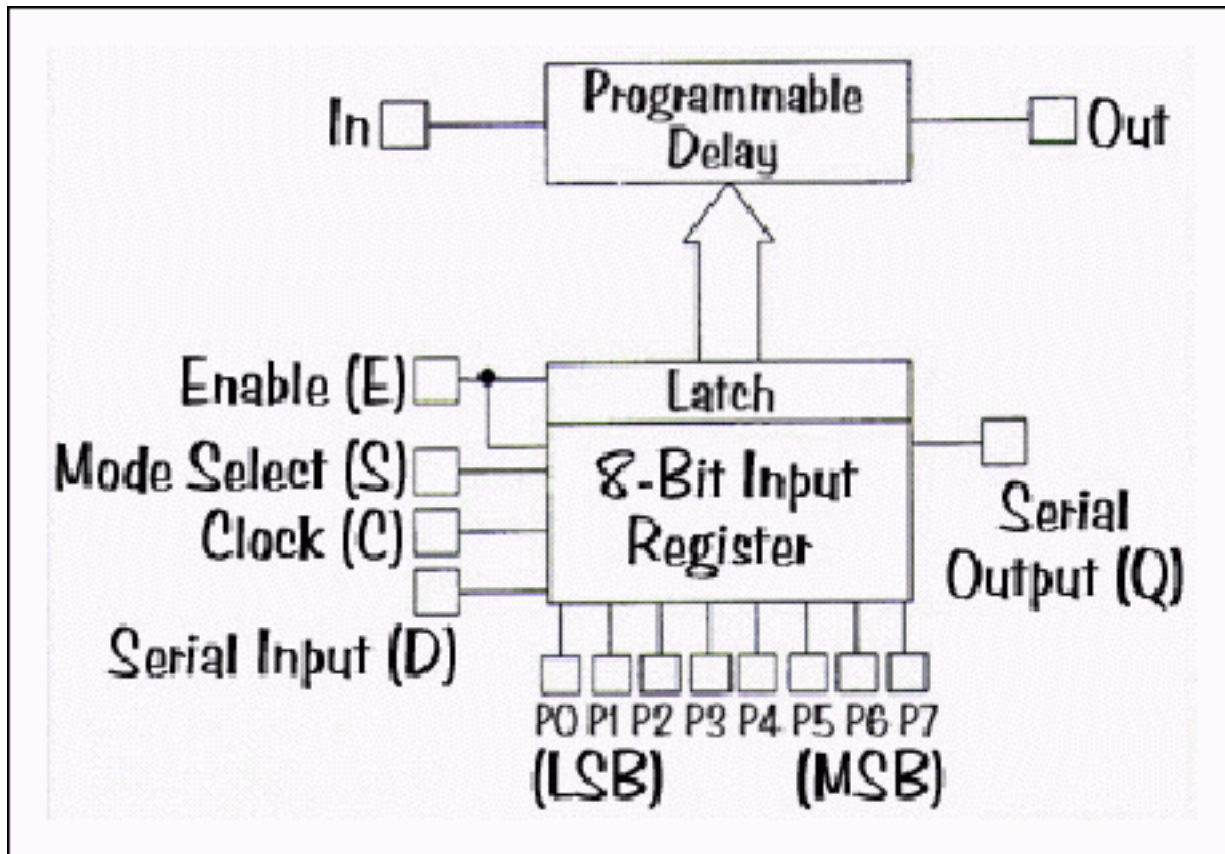 Programmable
Delay
In
Out
Enable (E)
Latch
Mode Select (S)
8-Bit Input
Register
Clock (C)
Serial
Output (Q)
Serial Input (D)
P0 P1 P2 P3 P4 P5 P6 P7
(LSB) (MSB)